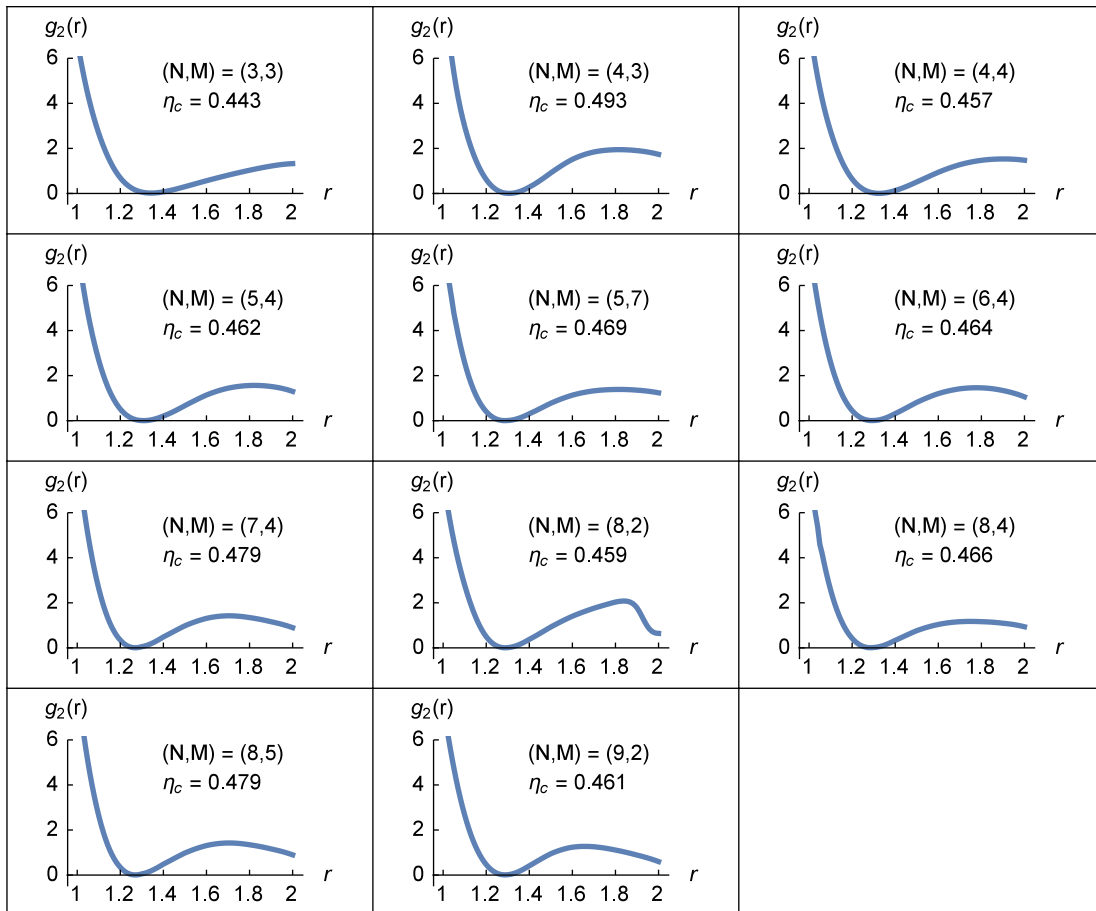 g₂(r)
6
4
2
0
1 1.2 1.4 1.6 1.8 2
r
(N,M) = (3,3)
η_c = 0.443
g₂(r)
6
4
2
0
1 1.2 1.4 1.6 1.8 2
r
(N,M) = (4,3)
η_c = 0.493
g₂(r)
6
4
2
0
1 1.2 1.4 1.6 1.8 2
r
(N,M) = (4,4)
η_c = 0.457
g₂(r)
6
4
2
0
1 1.2 1.4 1.6 1.8 2
r
(N,M) = (5,4)
η_c = 0.462
g₂(r)
6
4
2
0
1 1.2 1.4 1.6 1.8 2
r
(N,M) = (5,7)
η_c = 0.469
g₂(r)
6
4
2
0
1 1.2 1.4 1.6 1.8 2
r
(N,M) = (6,4)
η_c = 0.464
g₂(r)
6
4
2
0
1 1.2 1.4 1.6 1.8 2
r
(N,M) = (7,4)
η_c = 0.479
g₂(r)
6
4
2
0
1 1.2 1.4 1.6 1.8 2
r
(N,M) = (8,2)
η_c = 0.459
g₂(r)
6
4
2
0
1 1.2 1.4 1.6 1.8 2
r
(N,M) = (8,4)
η_c = 0.466
g₂(r)
6
4
2
0
1 1.2 1.4 1.6 1.8 2
r
(N,M) = (8,5)
η_c = 0.479
g₂(r)
6
4
2
0
1 1.2 1.4 1.6 1.8 2
r
(N,M) = (9,2)
η_c = 0.461